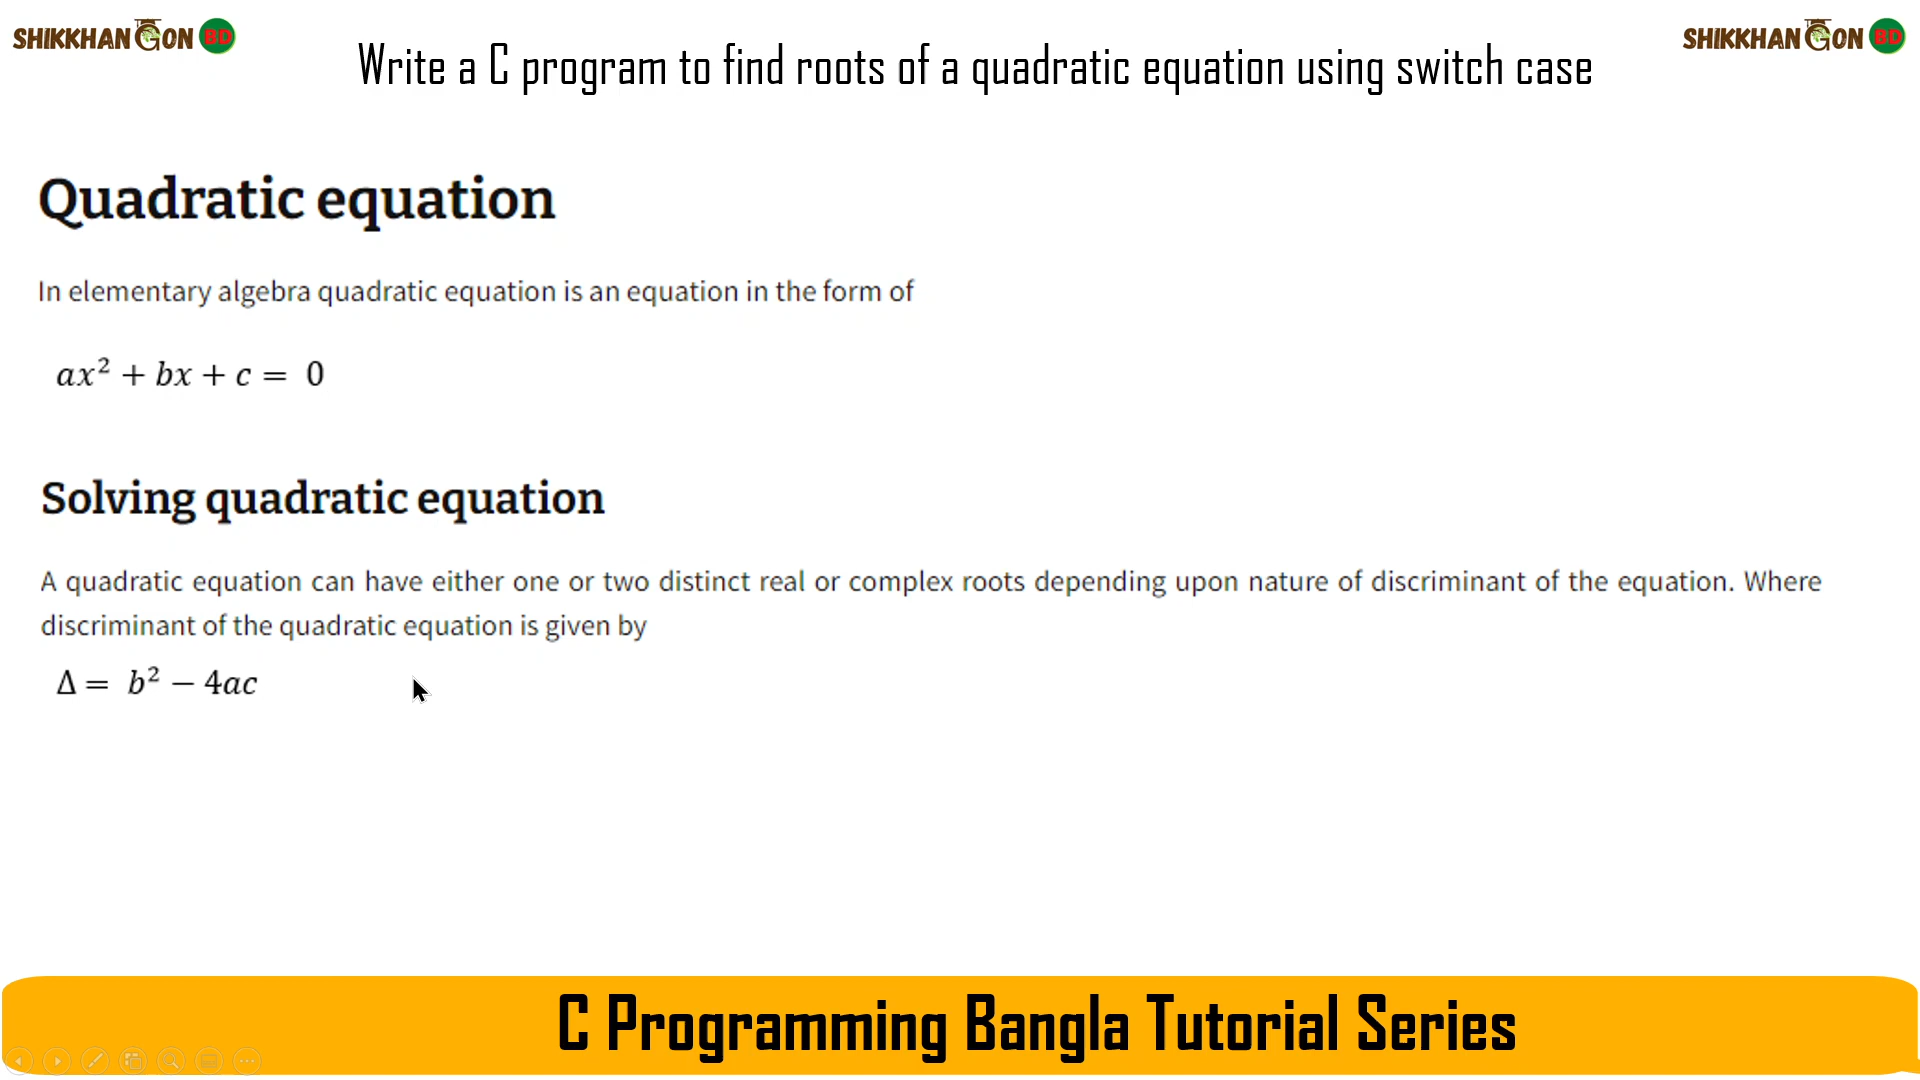 SHIKKHANGON BD
SHIKKHANGON BD
Write a C program to find roots of a quadratic equation using switch case
Quadratic equation
In elementary algebra quadratic equation is an equation in the form of
ax² + bx + c = 0
Solving quadratic equation
A quadratic equation can have either one or two distinct real or complex roots depending upon nature of discriminant of the equation. Where
discriminant of the quadratic equation is given by
Δ = b² − 4ac
C Programming Bangla Tutorial Series